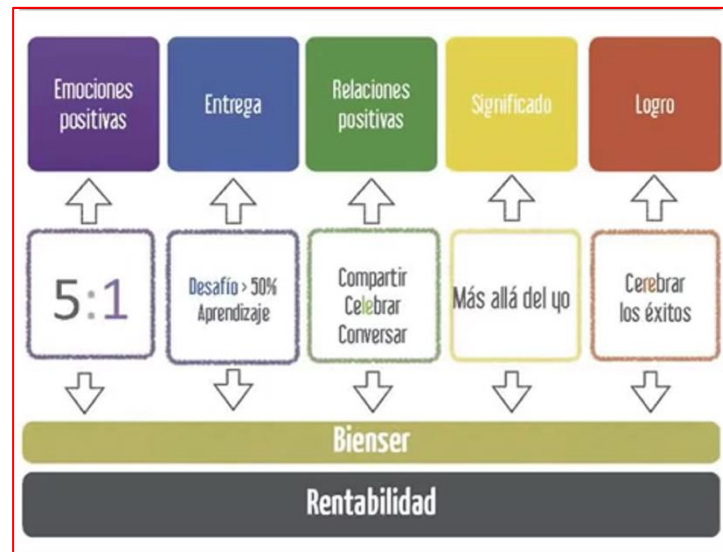 Emociones
positivas
Entrega
Relaciones
positivas
Significado
Logro
5:1
Desafío > 50%
Aprendizaje
Compartir
Celebrar
Conversar
Más allá del yo
Cerebrar
los éxitos
Bienser
Rentabilidad